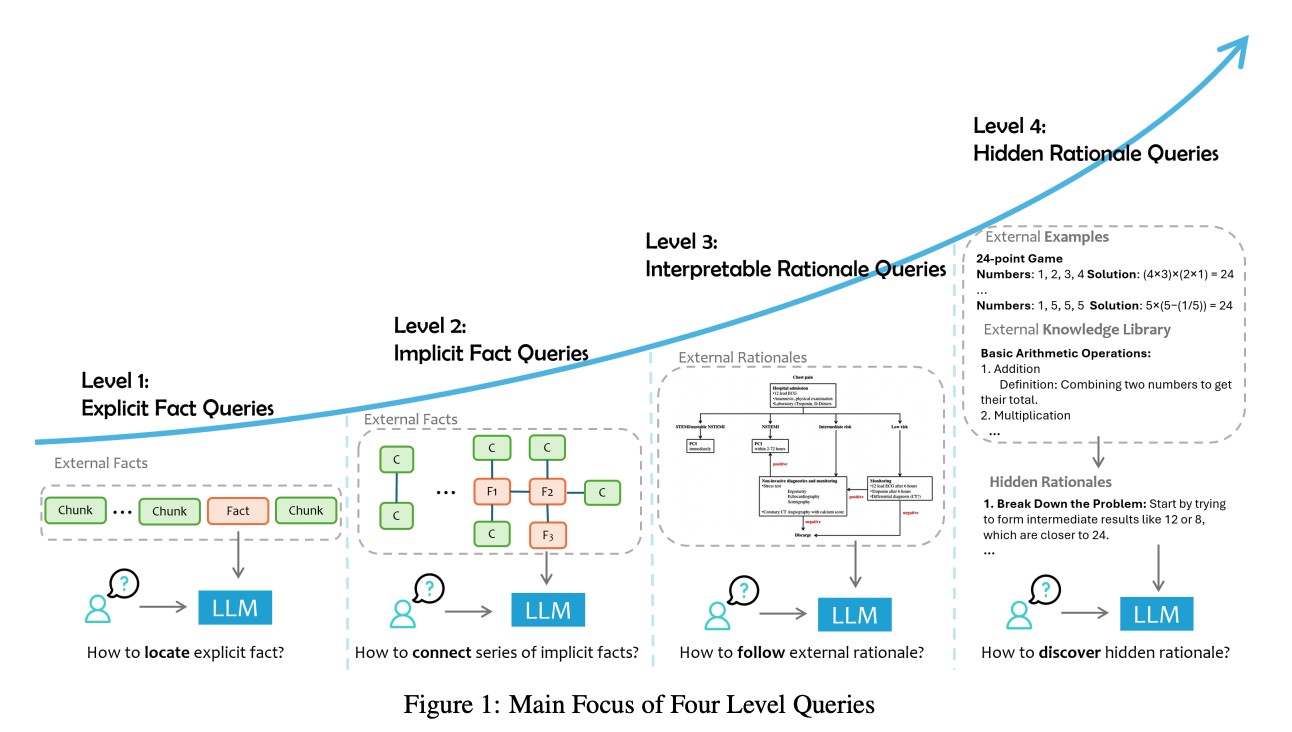 Level 4:
Hidden Rationale Queries
Level 3:
Interpretable Rationale Queries
Level 2:
Implicit Fact Queries
Level 1:
Explicit Fact Queries
External Facts
Chunk ... Chunk Fact Chunk
?
LLM
How to locate explicit fact?
External Facts
C C C
... F1 F2 C
C C F3
?
LLM
How to connect series of implicit facts?
External Rationales
Chest pain
Hospital admission
•12 lead ECG
•Anamnesis, physical examination
•Laboratory (Troponin, D-Dimers
STEMI/unstable NSTEMI NSTEMI Intermediate risk Low risk
PCI
immediately
PCI
within 2-72 hours
positive
Non-invasive diagnostics and monitoring
•Stress test
Ergometry
Echocardiography
Scintigraphy
•Coronary CT Angiography with calcium score
positive
Monitoring
•12 lead ECG after 6 hours
•Troponin after 6 hours
•Differential diagnosis (CT?)
negative
negative
Discarge
?
LLM
How to follow external rationale?
External Examples
24-point Game
Numbers: 1, 2, 3, 4 Solution: (4×3)×(2×1) = 24
...
Numbers: 1, 5, 5, 5 Solution: 5×(5−(1/5)) = 24
External Knowledge Library
Basic Arithmetic Operations:
1. Addition
Definition: Combining two numbers to get
their total.
2. Multiplication
...
Hidden Rationales
1. Break Down the Problem: Start by trying
to form intermediate results like 12 or 8,
which are closer to 24.
...
?
LLM
How to discover hidden rationale?
Figure 1: Main Focus of Four Level Queries